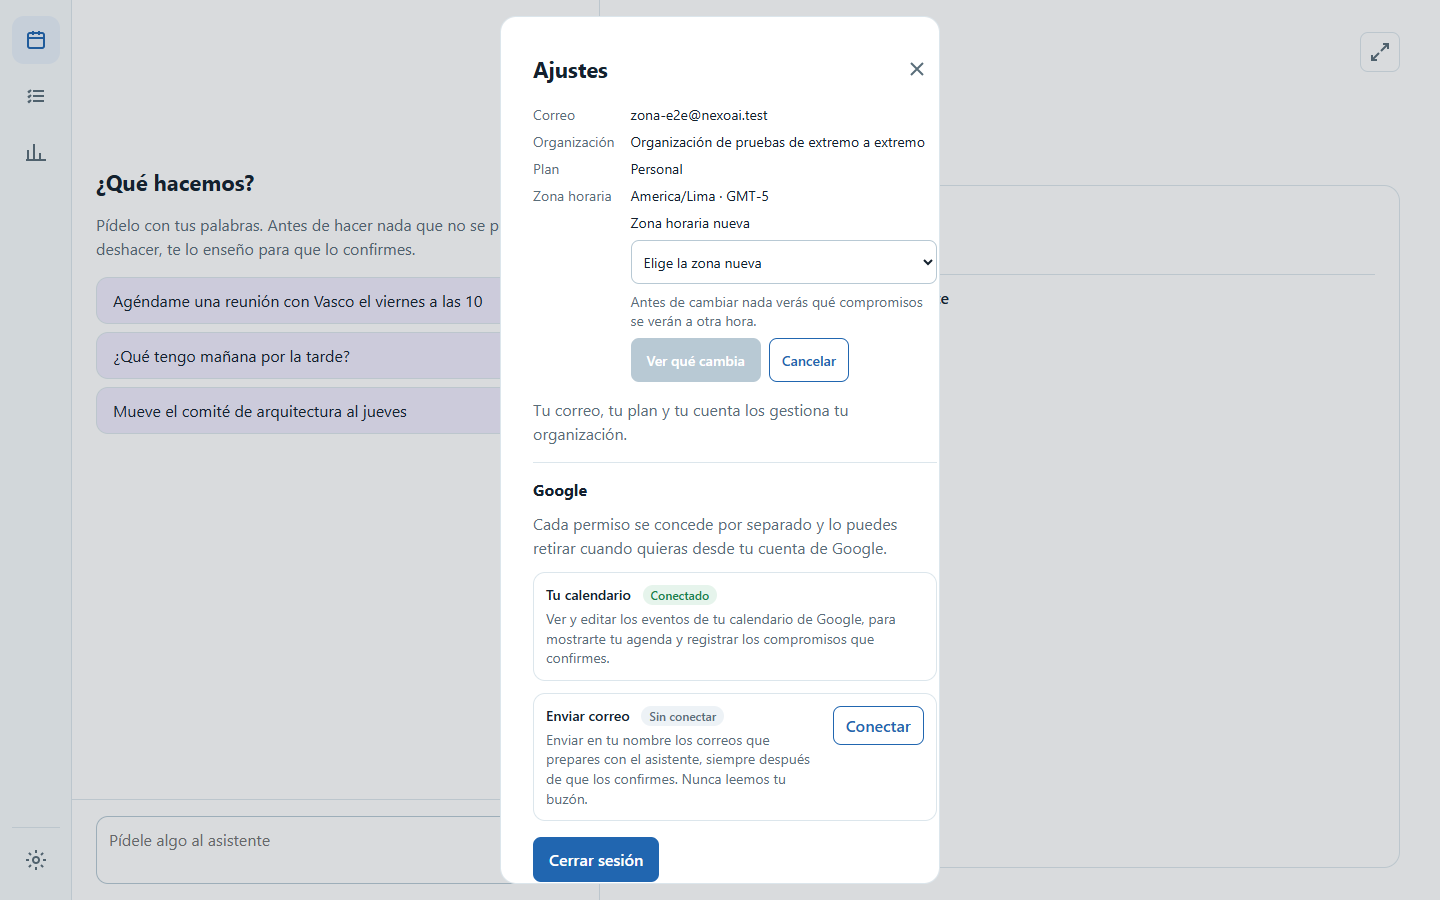 ¿Qué hacemos?
Pídelo con tus palabras. Antes de hacer nada que no se p
deshacer, te lo enseño para que lo confirmes.
Agéndame una reunión con Vasco el viernes a las 10
¿Qué tengo mañana por la tarde?
Mueve el comité de arquitectura al jueves
Pídele algo al asistente
Ajustes
Correo zona-e2e@nexoai.test
Organización Organización de pruebas de extremo a extremo
Plan Personal
Zona horaria America/Lima · GMT-5
Zona horaria nueva
Elige la zona nueva
Antes de cambiar nada verás qué compromisos
se verán a otra hora.
Ver qué cambia Cancelar
Tu correo, tu plan y tu cuenta los gestiona tu
organización.
Google
Cada permiso se concede por separado y lo puedes
retirar cuando quieras desde tu cuenta de Google.
Tu calendario Conectado
Ver y editar los eventos de tu calendario de Google, para
mostrarte tu agenda y registrar los compromisos que
confirmes.
Enviar correo Sin conectar
Conectar
Enviar en tu nombre los correos que
prepares con el asistente, siempre después
de que los confirmes. Nunca leemos tu
buzón.
Cerrar sesión